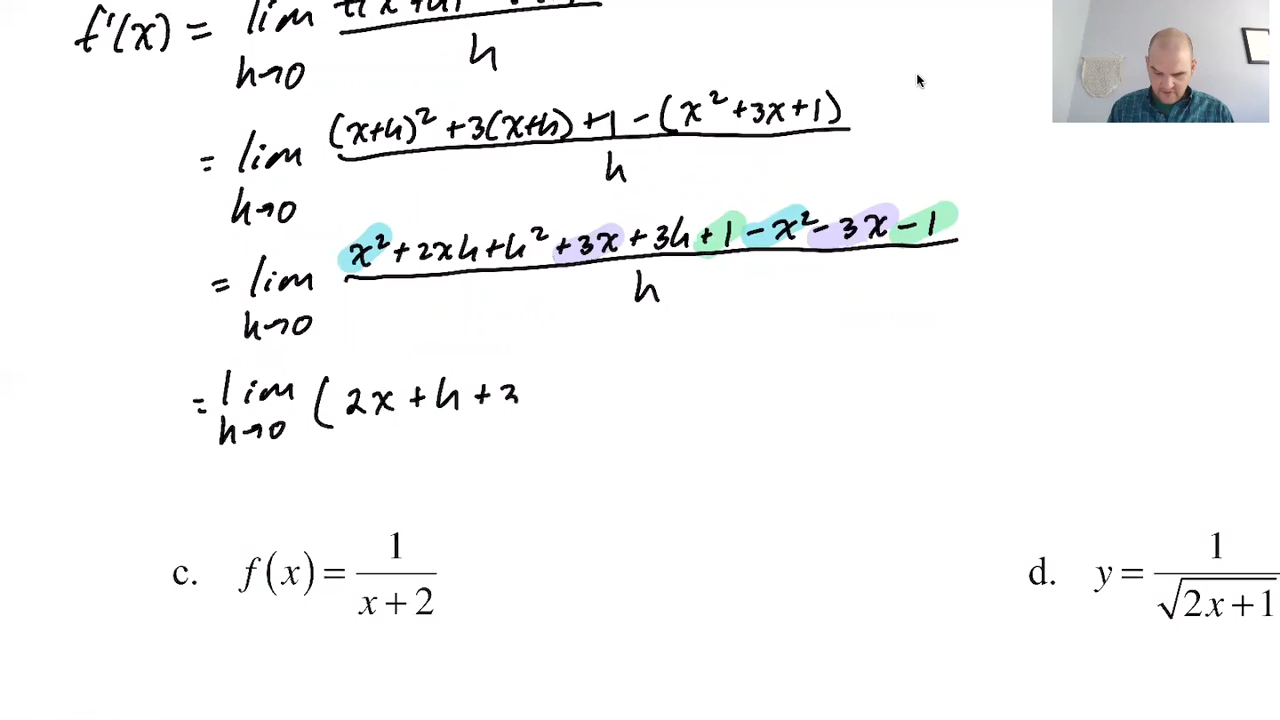 f'(x) = lim h→0 f(x+h) / h
= lim h→0 (x+h)² + 3(x+h) + 1 - (x² + 3x + 1) / h
= lim h→0 x² + 2xh + h² + 3x + 3h + 1 - x² - 3x - 1 / h
= lim h→0 (2x + h + 3
c. f(x) = 1 / x + 2
d. y = 1 / √2x + 1